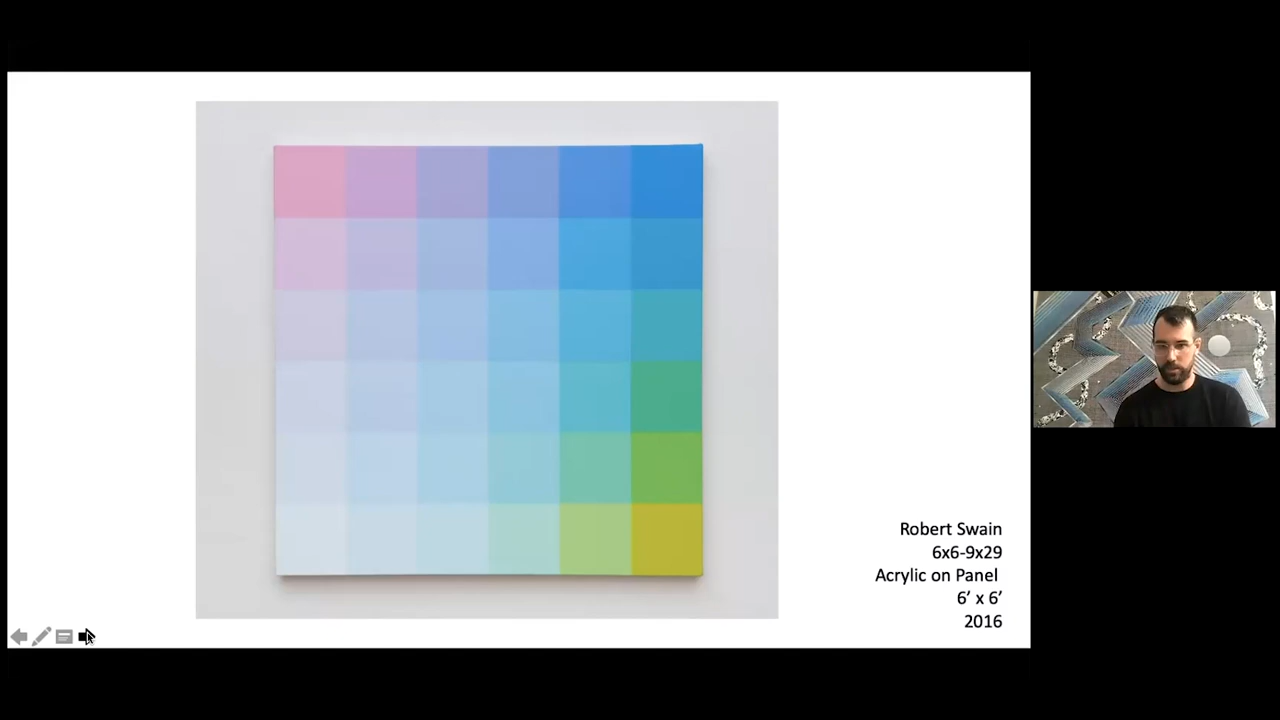 Robert Swain
6x6-9x29
Acrylic on Panel
6’ x 6’
2016